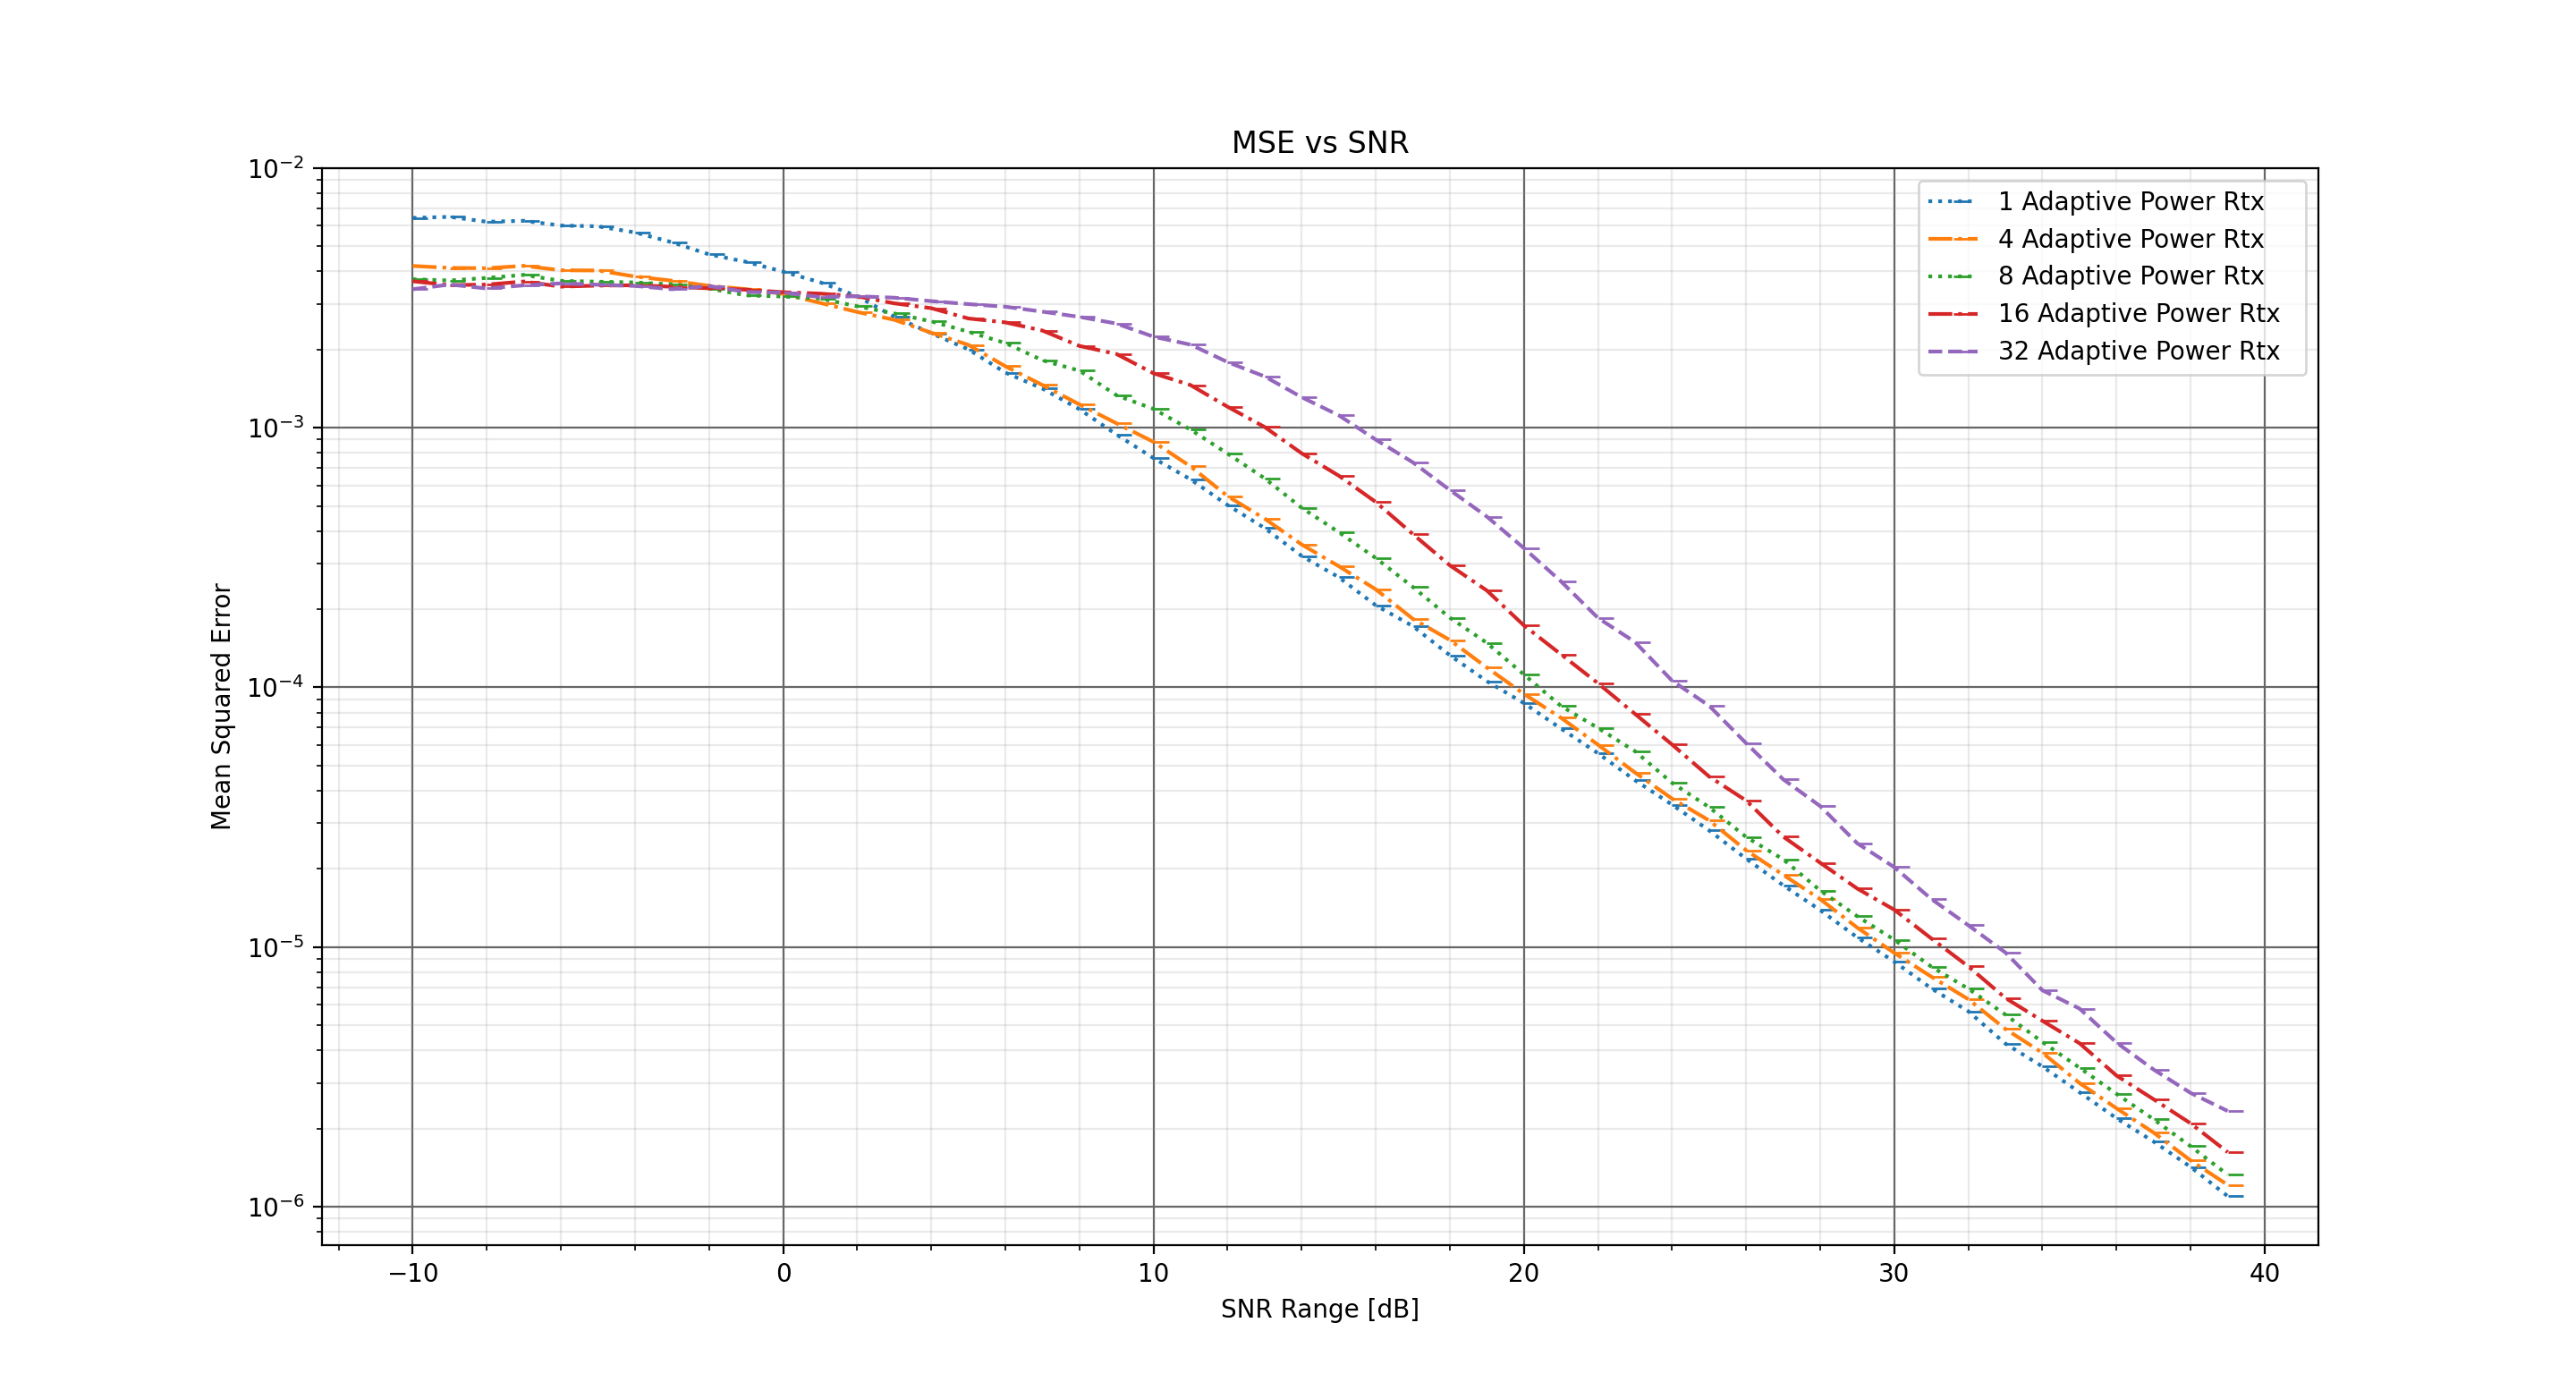 MSE vs SNR
10⁻²
10⁻³
10⁻⁴
10⁻⁵
10⁻⁶
Mean Squared Error
1 Adaptive Power Rtx
4 Adaptive Power Rtx
8 Adaptive Power Rtx
16 Adaptive Power Rtx
32 Adaptive Power Rtx
−10 0 10 20 30 40
SNR Range [dB]